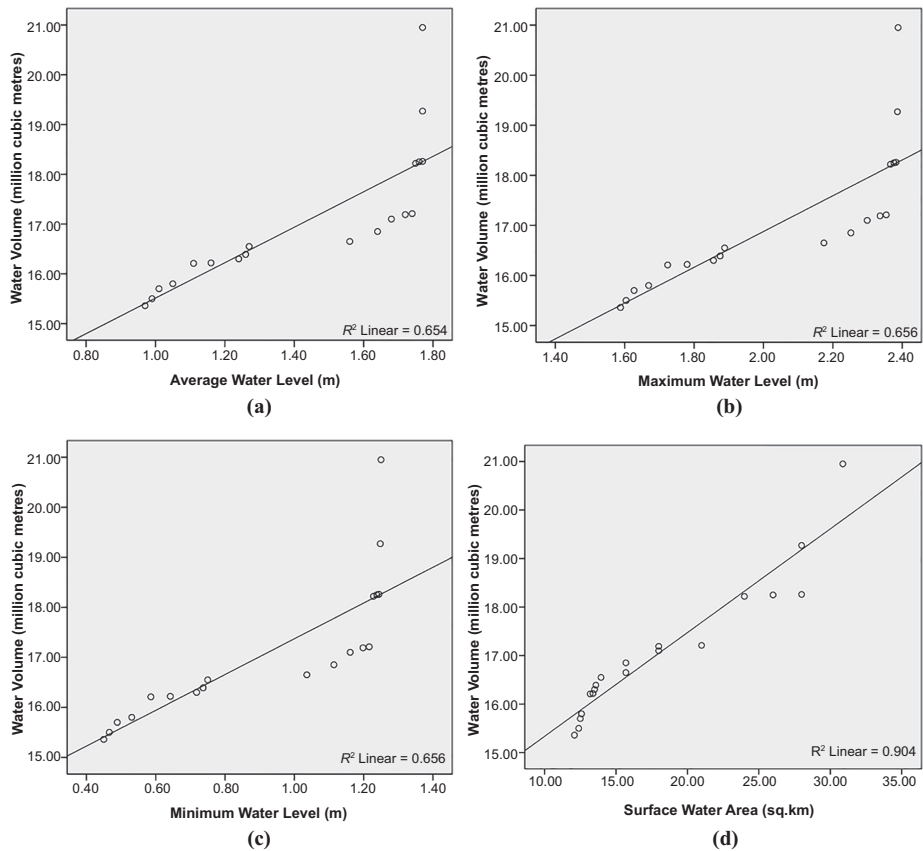 21.00
20.00
19.00
18.00
17.00
16.00
15.00
Water Volume (million cubic metres)
R² Linear = 0.654
0.80 1.00 1.20 1.40 1.60 1.80
Average Water Level (m)
(a)
21.00
20.00
19.00
18.00
17.00
16.00
15.00
Water Volume (million cubic metres)
R² Linear = 0.656
1.40 1.60 1.80 2.00 2.20 2.40
Maximum Water Level (m)
(b)
21.00
20.00
19.00
18.00
17.00
16.00
15.00
Water Volume (million cubic metres)
R² Linear = 0.656
0.40 0.60 0.80 1.00 1.20 1.40
Minimum Water Level (m)
(c)
21.00
20.00
19.00
18.00
17.00
16.00
15.00
Water Volume (million cubic metres)
R² Linear = 0.904
10.00 15.00 20.00 25.00 30.00 35.00
Surface Water Area (sq.km)
(d)